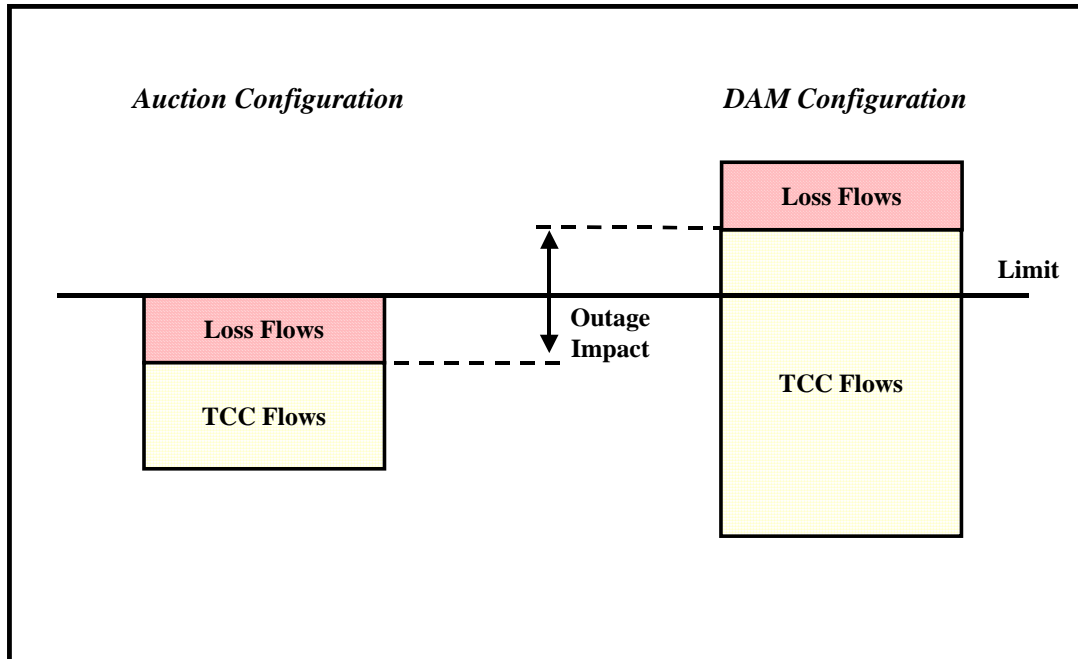 Auction Configuration
DAM Configuration
Loss Flows
Limit
Loss Flows
Outage
Impact
TCC Flows
TCC Flows